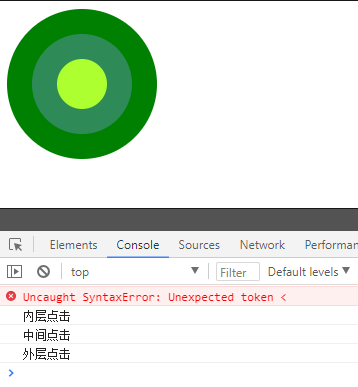 Elements Console Sources Network Performan
top Filter Default levels
Uncaught SyntaxError: Unexpected token <
内层点击
中间点击
外层点击
>